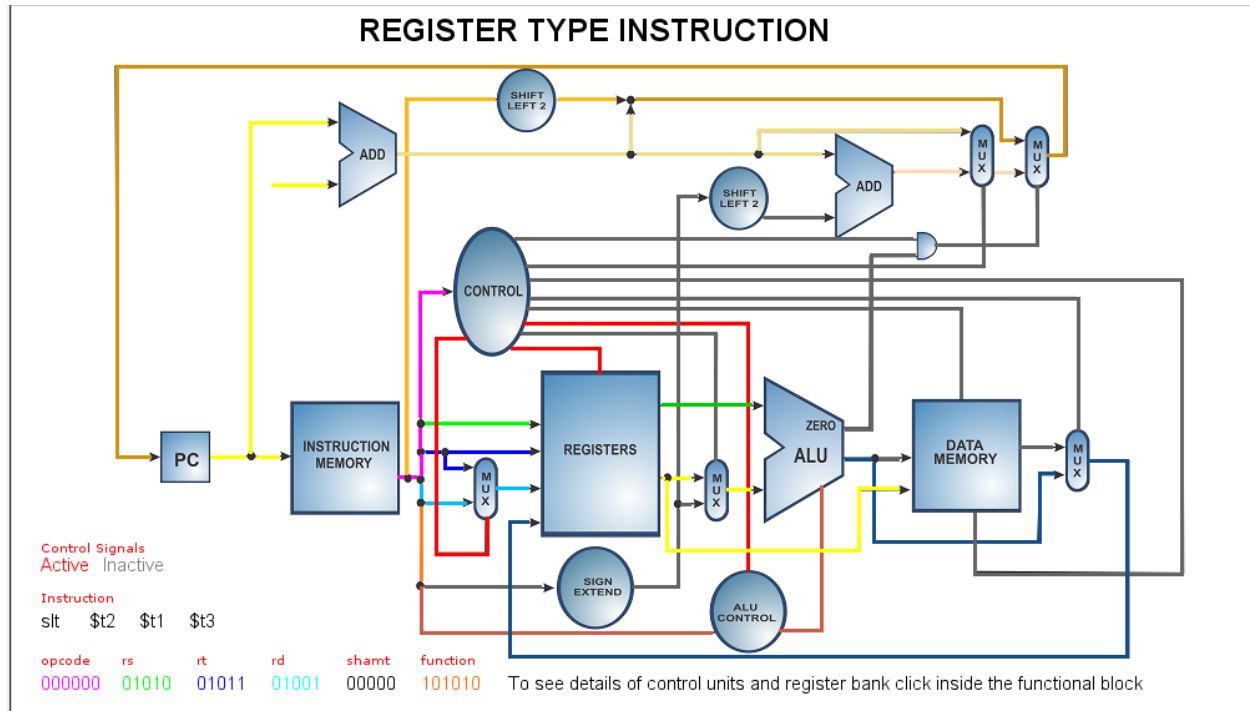 REGISTER TYPE INSTRUCTION
SHIFT
LEFT 2
ADD
MUX
MUX
ADD
SHIFT
LEFT 2
CONTROL
ZERO
ALU
INSTRUCTION
MEMORY
REGISTERS
DATA
MEMORY
PC
MUX
MUX
MUX
SIGN
EXTEND
ALU
CONTROL
Control Signals
Active Inactive
Instruction
slt $t2 $t1 $t3
opcode rs rt rd shamt function
000000 01010 01011 01001 00000 101010 To see details of control units and register bank click inside the functional block